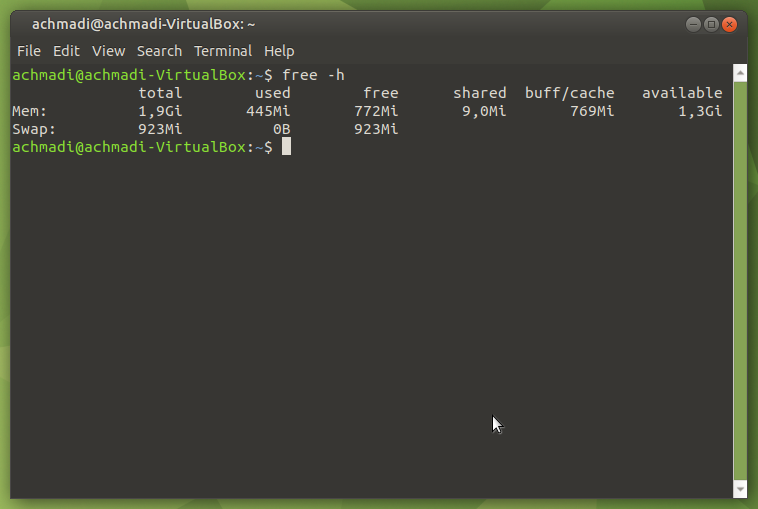 achmadi@achmadi-VirtualBox: ~
File Edit View Search Terminal Help
achmadi@achmadi-VirtualBox:~$ free -h
              total        used        free      shared  buff/cache   available
Mem:          1,9Gi       445Mi       772Mi       9,0Mi       769Mi       1,3Gi
Swap:         923Mi          0B       923Mi
achmadi@achmadi-VirtualBox:~$